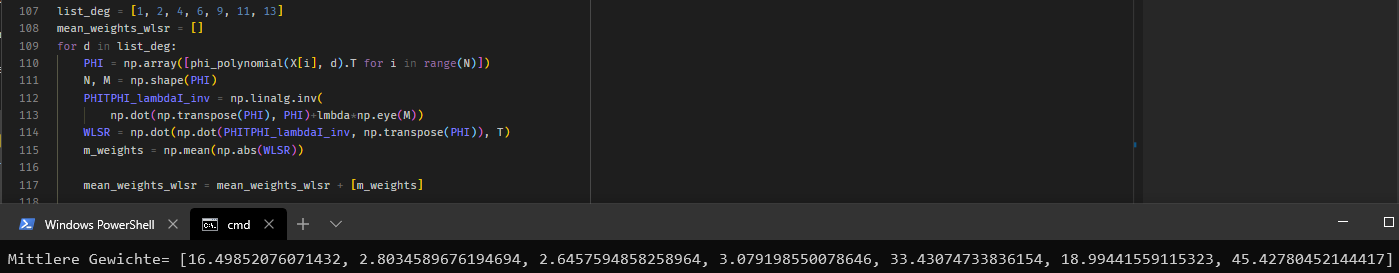 107 list_deg = [1, 2, 4, 6, 9, 11, 13]
108 mean_weights_wlsr = []
109 for d in list_deg:
110 PHI = np.array([phi_polynomial(X[i], d).T for i in range(N)])
111 N, M = np.shape(PHI)
112 PHITPHI_lambdaI_inv = np.linalg.inv(
113 np.dot(np.transpose(PHI), PHI)+lmbda*np.eye(M))
114 WLSR = np.dot(np.dot(PHITPHI_lambdaI_inv, np.transpose(PHI)), T)
115 m_weights = np.mean(np.abs(WLSR))
116
117 mean_weights_wlsr = mean_weights_wlsr + [m_weights]
118
Windows PowerShell cmd
Mittlere Gewichte= [16.49852076071432, 2.8034589676194694, 2.6457594858258964, 3.079198550078646, 33.43074733836154, 18.99441559115323, 45.42780452144417]